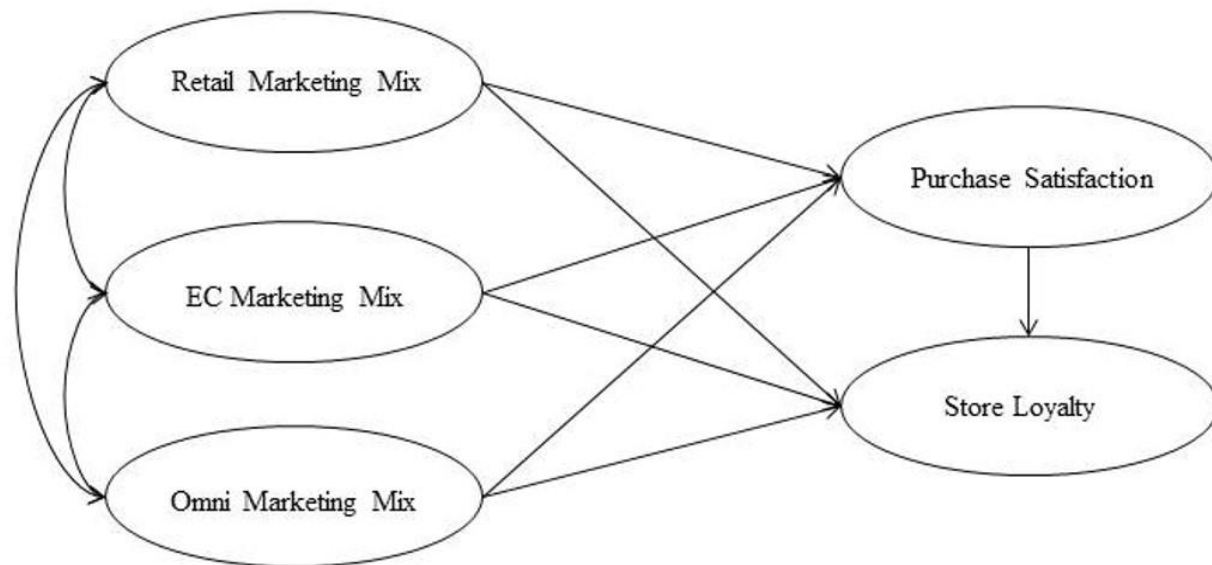 Retail Marketing Mix
Purchase Satisfaction
EC Marketing Mix
Store Loyalty
Omni Marketing Mix